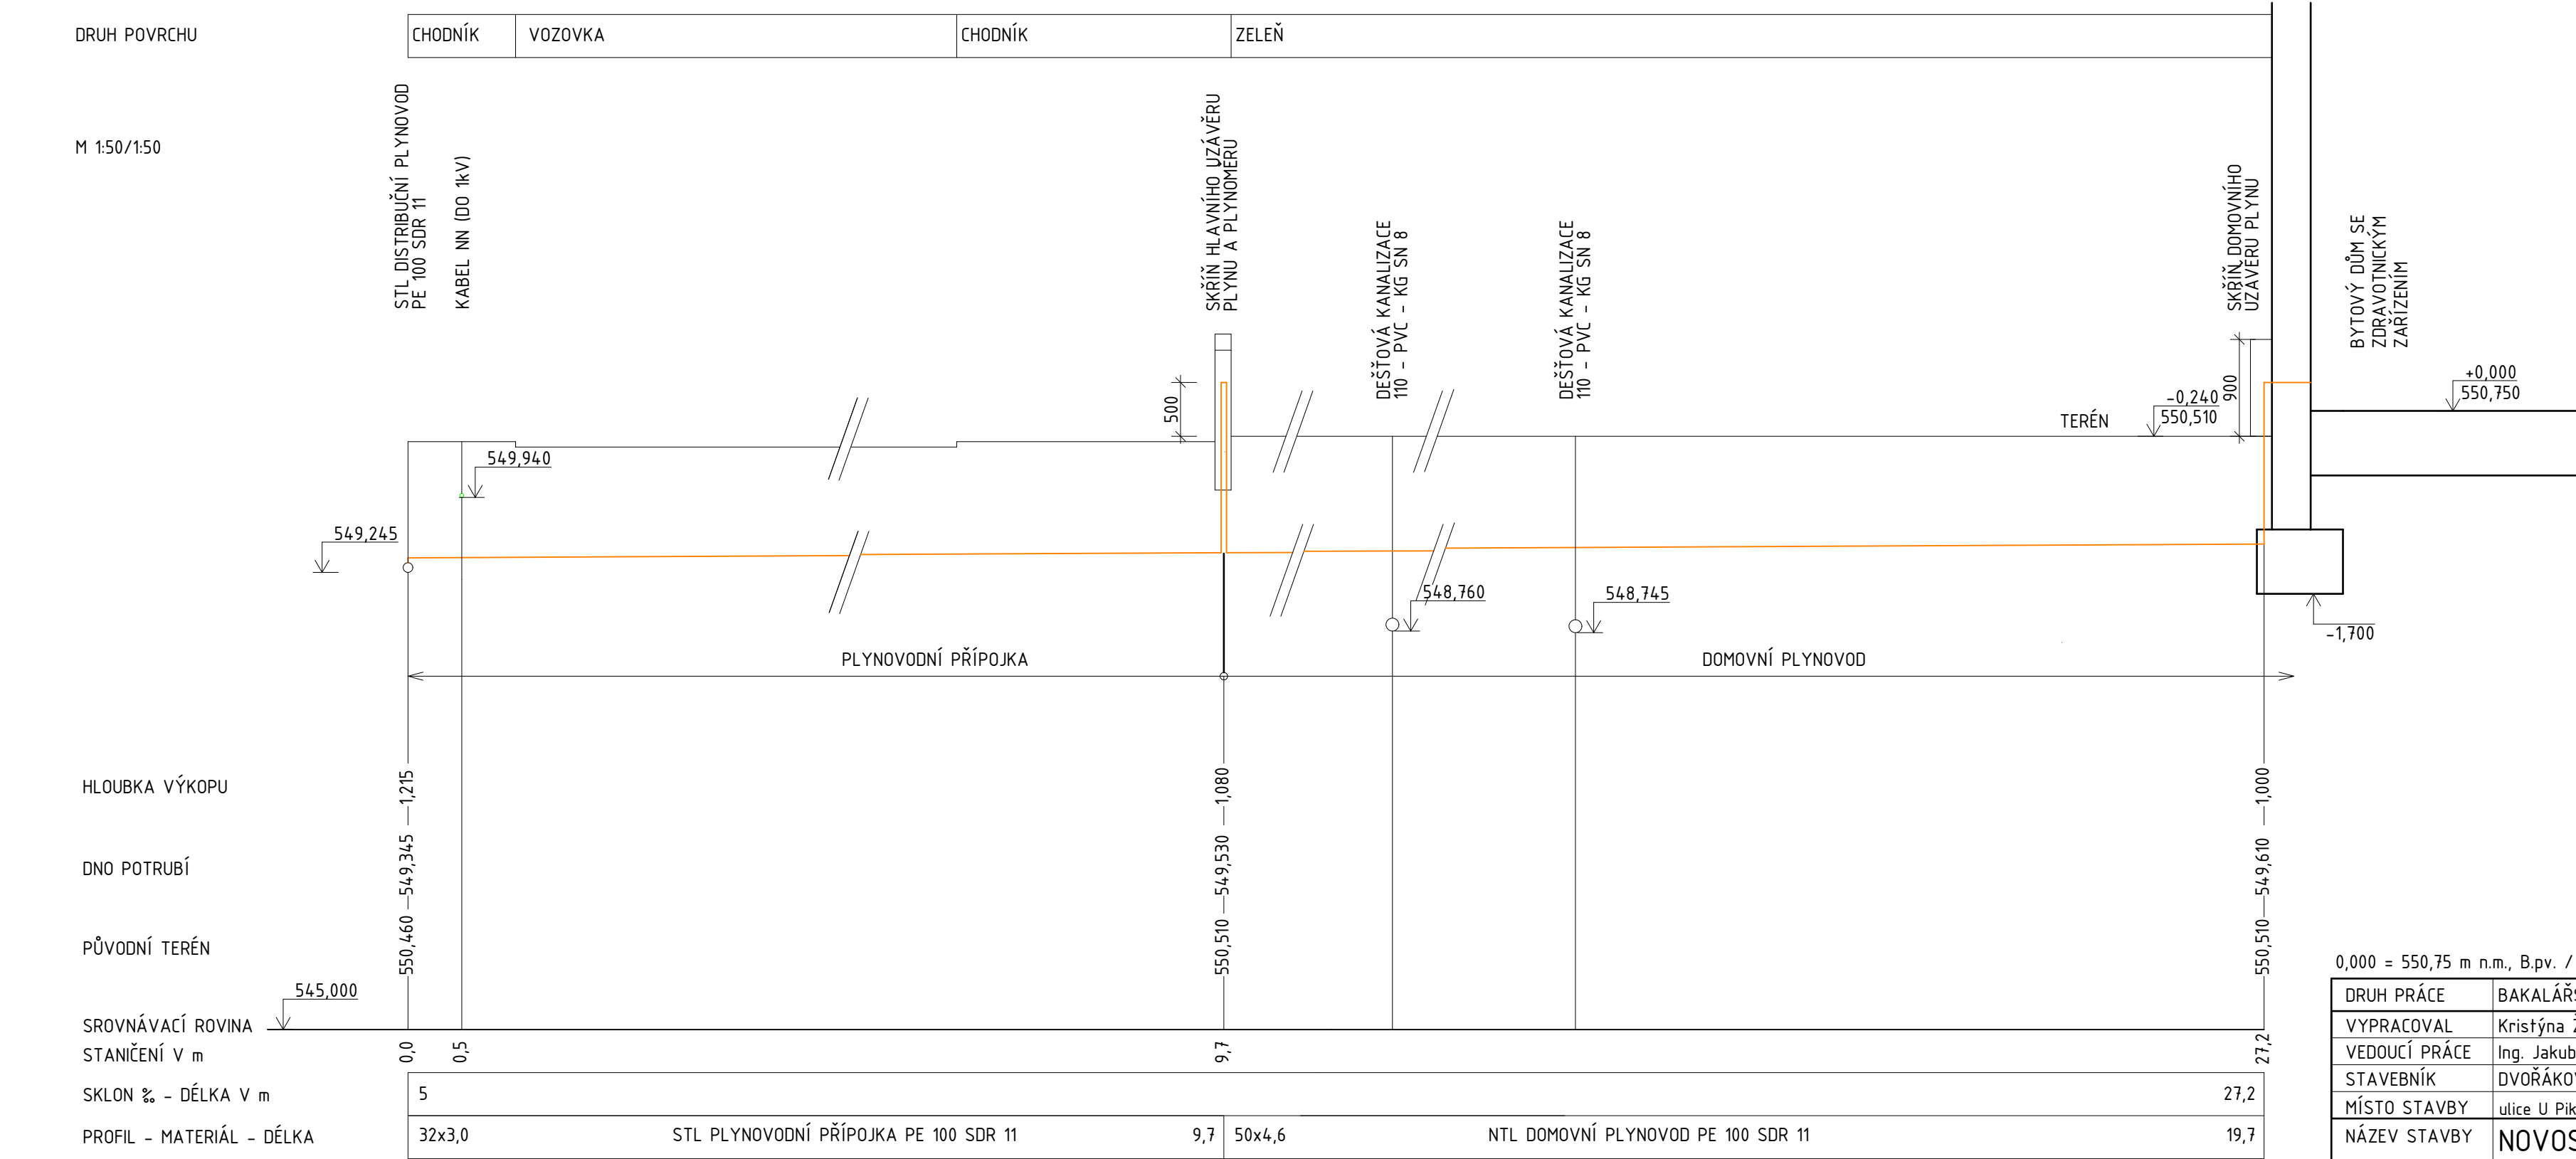 DRUH POVRCHU
CHODNÍK
VOZOVKA
CHODNÍK
ZELEŇ
M 1:50/1:50
STL DISTRIBUČNÍ PLYNOVOD
PE 100 SDR 11
KABEL NN (DO 1kV)
SKŘÍŇ HLAVNÍHO UZÁVĚRU
PLYNU A PLYNOMĚRU
DEŠŤOVÁ KANALIZACE
110 - PVC - KG SN 8
DEŠŤOVÁ KANALIZACE
110 - PVC - KG SN 8
SKŘÍŇ DOMOVNÍHO
UZÁVĚRU PLYNU
BYTOVÝ DŮM SE
ZDRAVOTNICKÝM
ZAŘÍZENÍM
+0,000
550,750
900
-0,240
550,510
500
TERÉN
549,940
549,245
548,760
548,745
-1,700
PLYNOVODNÍ PŘÍPOJKA
DOMOVNÍ PLYNOVOD
HLOUBKA VÝKOPU
1,215
1,080
1,000
DNO POTRUBÍ
549,345
549,530
549,610
PŮVODNÍ TERÉN
550,460
550,510
550,510
545,000
SROVNÁVACÍ ROVINA
STANIČENÍ V m
0,0
0,5
9,7
27,2
SKLON ‰ - DÉLKA V m
5
27,2
PROFIL - MATERIÁL - DÉLKA
32x3,0
STL PLYNOVODNÍ PŘÍPOJKA PE 100 SDR 11
9,7
50x4,6
NTL DOMOVNÍ PLYNOVOD PE 100 SDR 11
19,7
0,000 = 550,75 m n.m., B.pv. /
DRUH PRÁCE
VYPRACOVAL Kristýna
VEDOUCÍ PRÁCE Ing. Jakub
STAVEBNÍK
MÍSTO STAVBY ulice U
NÁZEV STAVBY